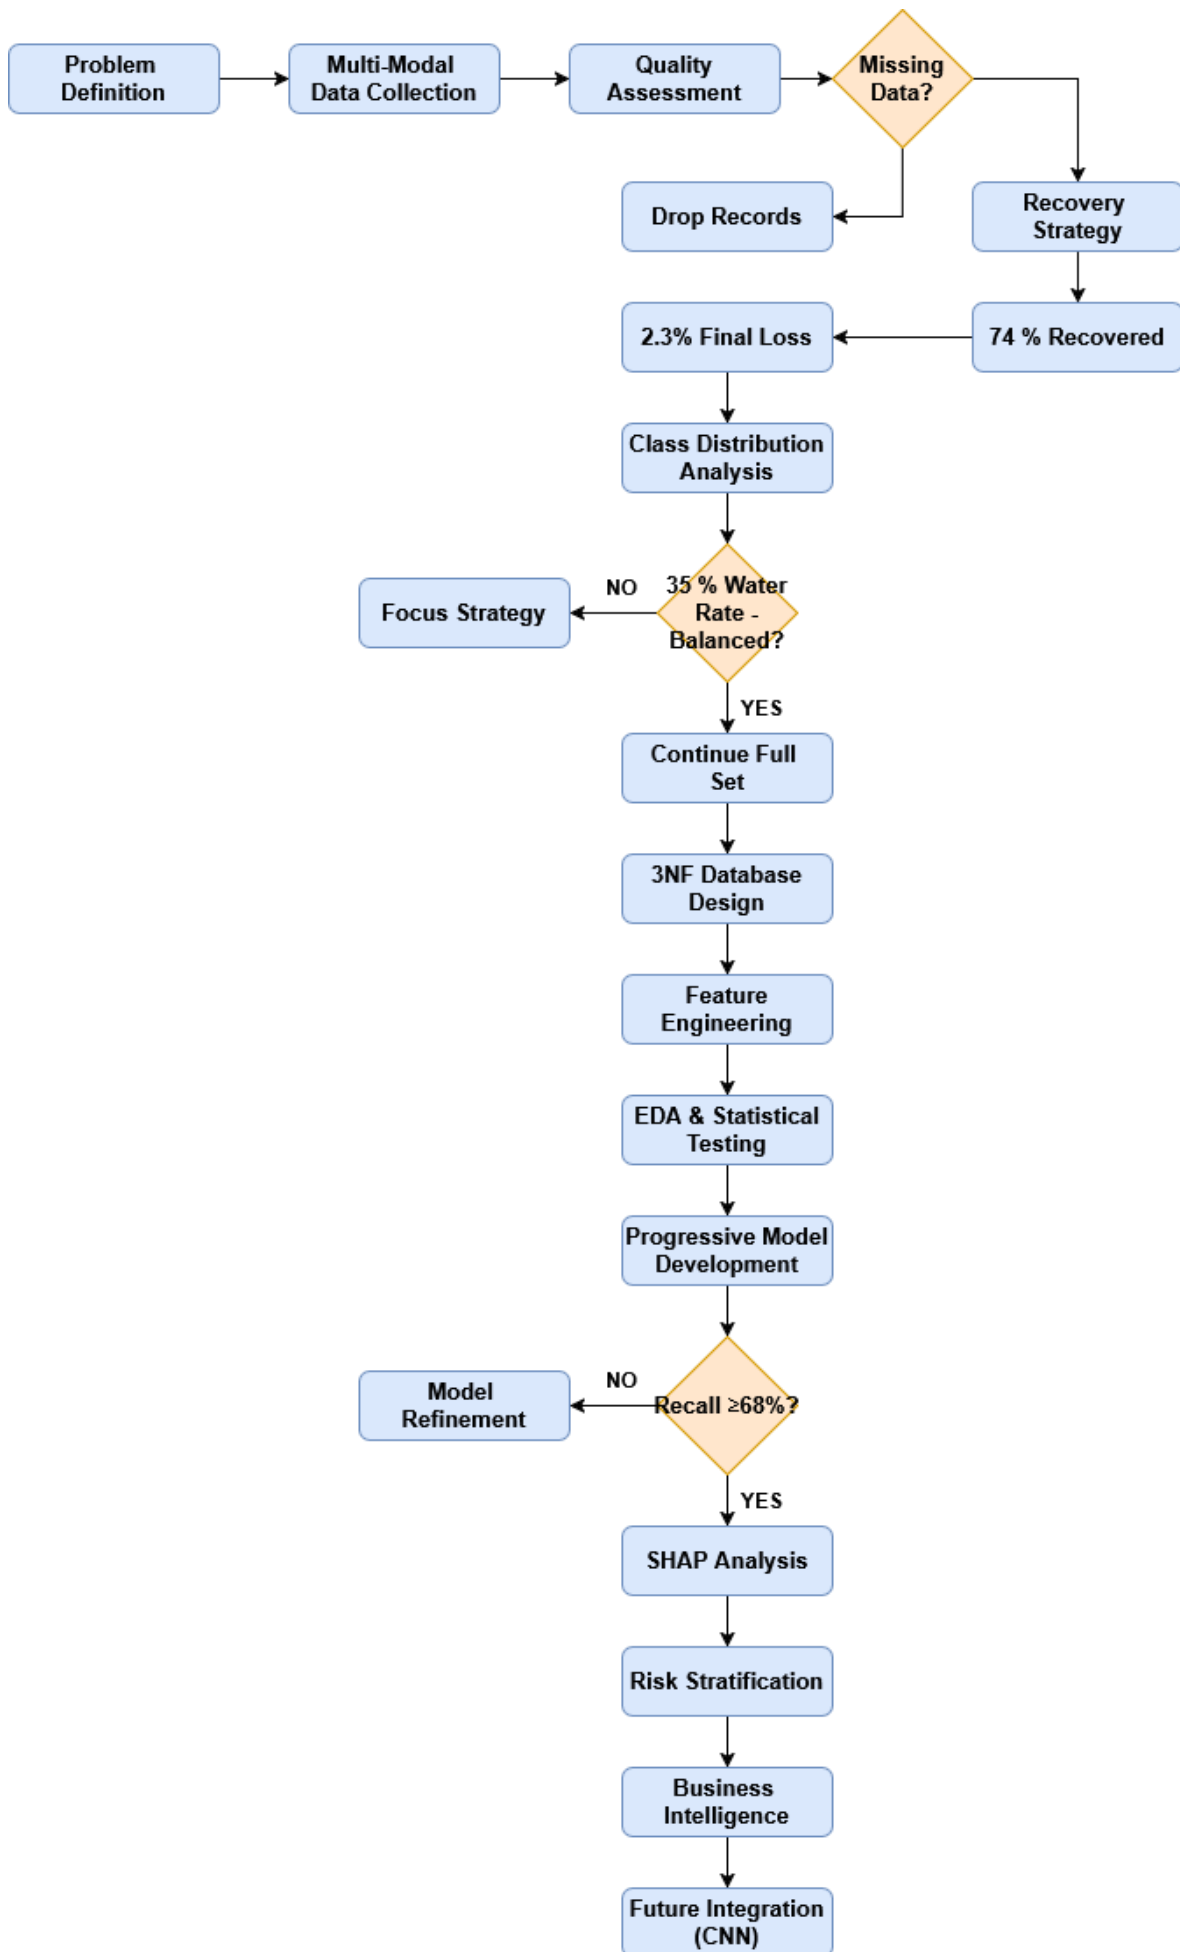 Problem
Definition
Multi-Modal
Data Collection
Quality
Assessment
Missing
Data?
Drop Records
Recovery
Strategy
2.3% Final Loss
74 % Recovered
Class Distribution
Analysis
Focus Strategy
NO
35 % Water
Rate -
Balanced?
YES
Continue Full
Set
3NF Database
Design
Feature
Engineering
EDA & Statistical
Testing
Progressive Model
Development
Model
Refinement
NO
Recall ≥68%?
YES
SHAP Analysis
Risk Stratification
Business
Intelligence
Future Integration
(CNN)